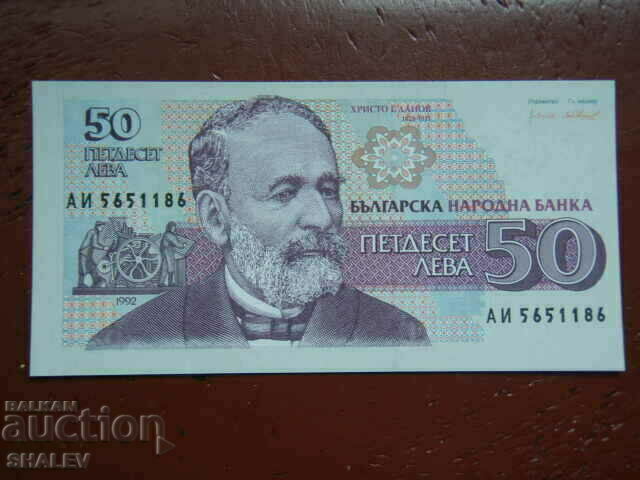 50
ПЕТДЕСЕТ
ЛЕВА
АИ 5651186
1992
ХРИСТО Г. ДАНОВ
БЪЛГАРСКА НАРОДНА БАНКА
ПЕТДЕСЕТ
ЛЕВА
50
АИ 5651186
BALKAN
auction
SHALEV